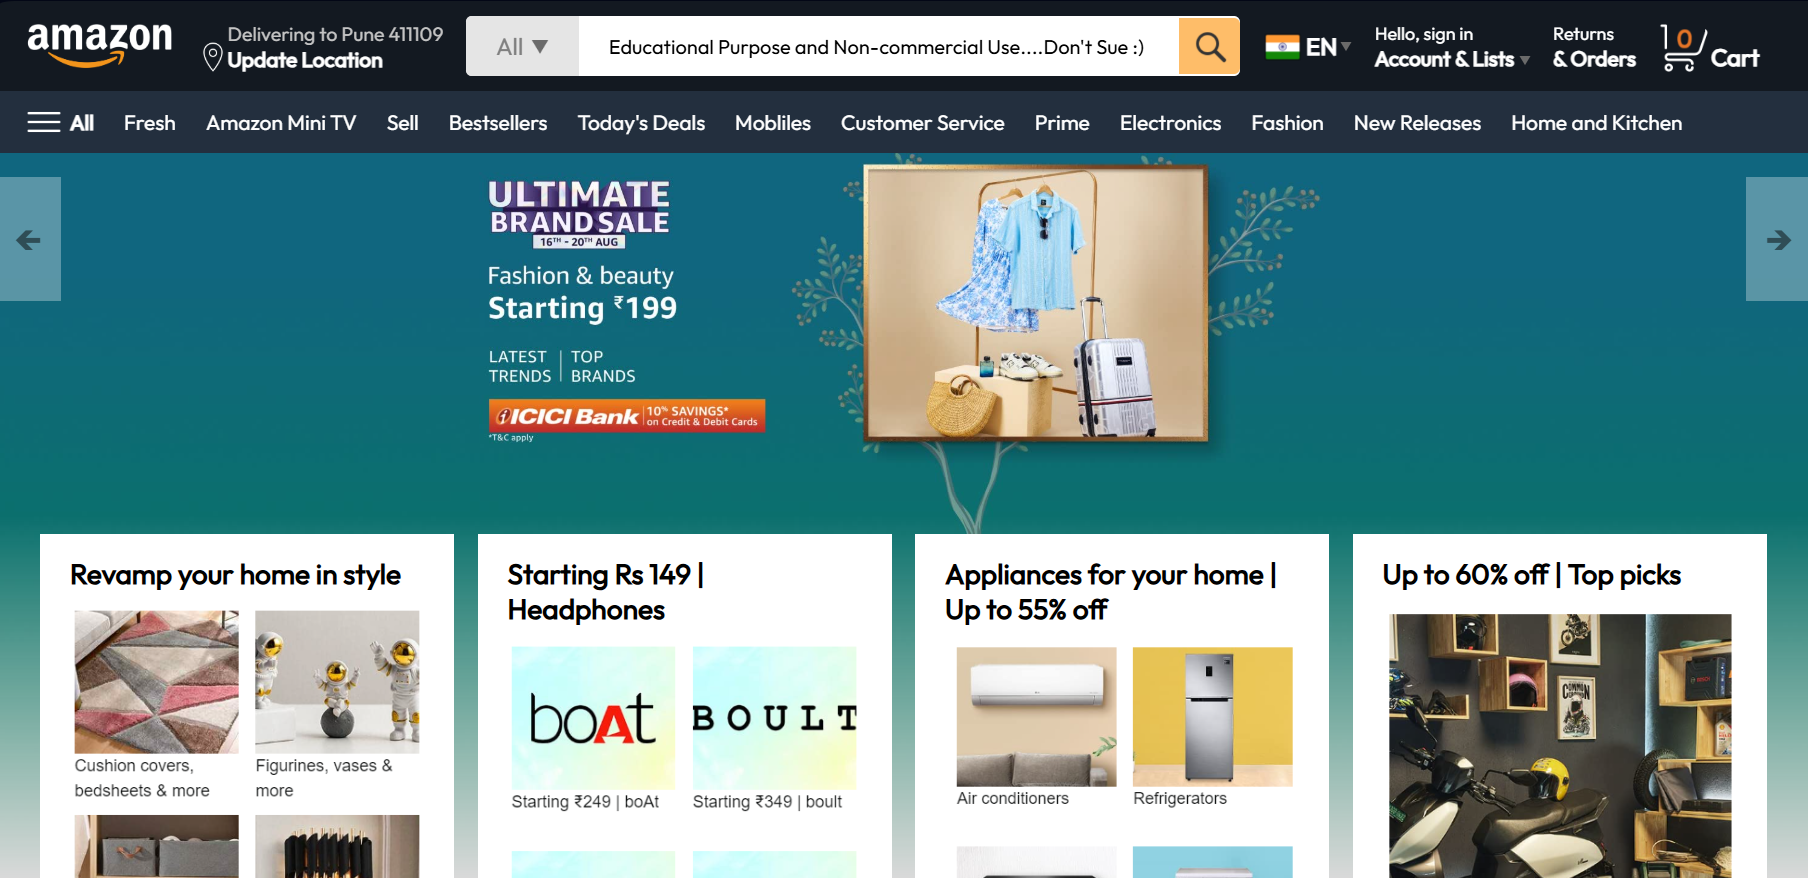 amazon
Delivering to Pune 411109
Update Location
All
Educational Purpose and Non-commercial Use....Don't Sue :)
EN
Hello, sign in
Account & Lists
Returns
& Orders
0
Cart
All
Fresh
Amazon Mini TV
Sell
Bestsellers
Today's Deals
Mobliles
Customer Service
Prime
Electronics
Fashion
New Releases
Home and Kitchen
ULTIMATE
BRAND SALE
16TH - 20TH AUG
Fashion & beauty
Starting ₹199
LATEST
TRENDS
TOP
BRANDS
ICICI Bank
10% SAVINGS*
on Credit & Debit Cards
*T&C apply
Revamp your home in style
Cushion covers,
bedsheets & more
Figurines, vases &
more
Starting Rs 149 |
Headphones
boAt
BOULT
Starting ₹249 | boAt
Starting ₹349 | boult
Appliances for your home |
Up to 55% off
Air conditioners
Refrigerators
Up to 60% off | Top picks
COMMON